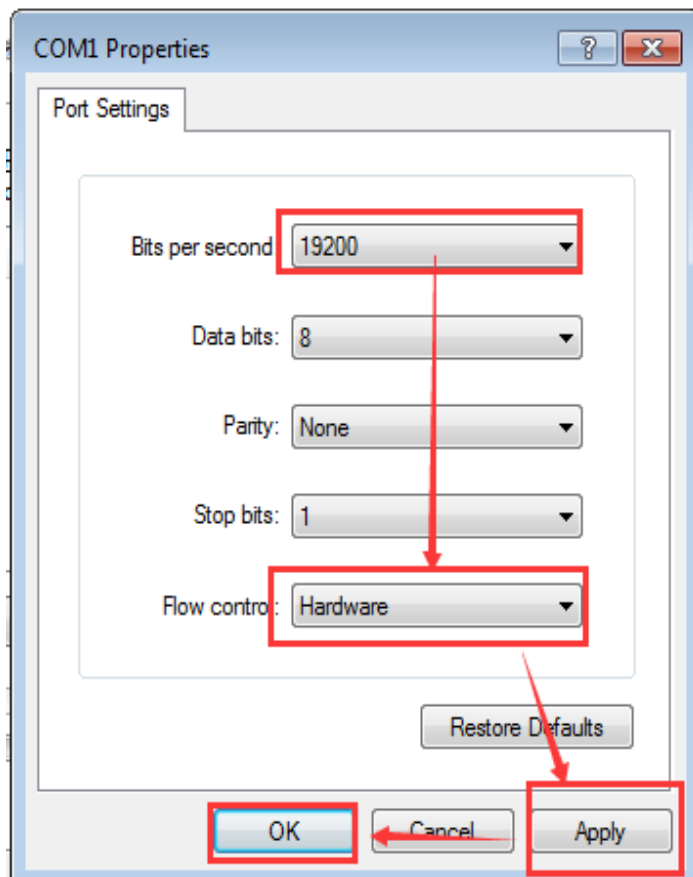 COM1 Properties
Port Settings
Bits per second 19200
Data bits: 8
Parity: None
Stop bits: 1
Flow control: Hardware
Restore Defaults
OK Cancel Apply